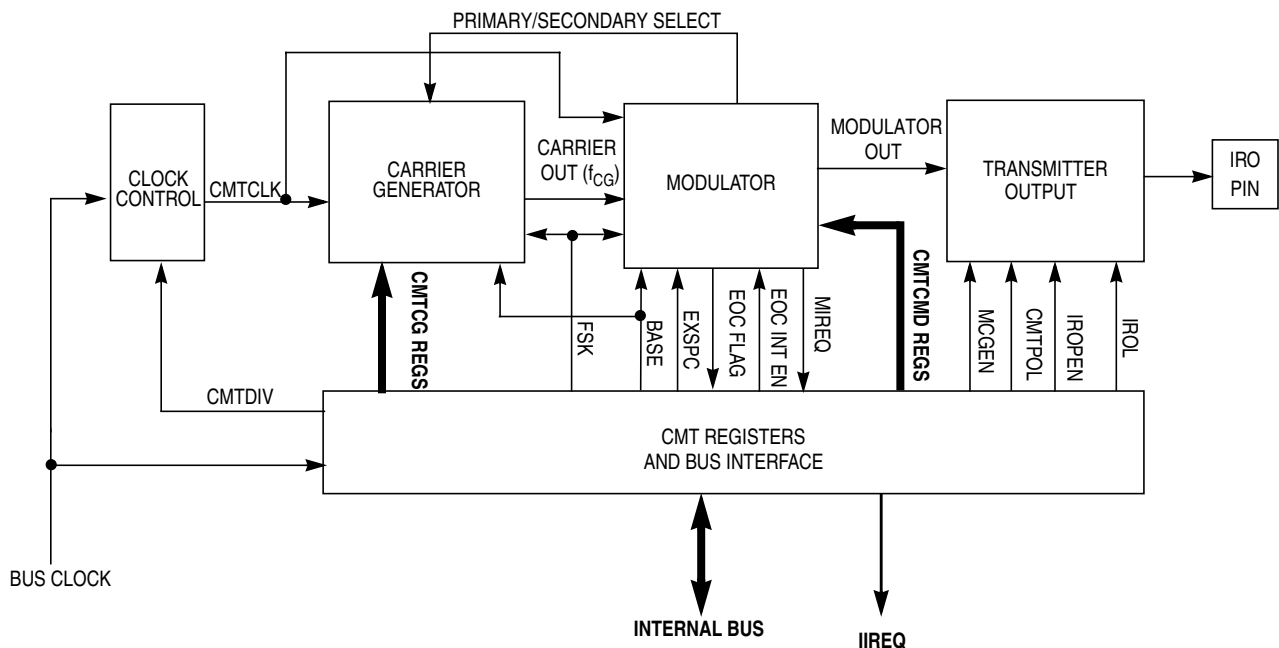 PRIMARY/SECONDARY SELECT
CLOCK
CONTROL
CMTCLK
CARRIER
GENERATOR
CARRIER
OUT (fCG)
MODULATOR
MODULATOR
OUT
TRANSMITTER
OUTPUT
IRO
PIN
CMTCG REGS
FSK
BASE
EXSPC
EOC FLAG
EOC INT EN
MIREQ
CMTCMD REGS
MCGEN
CMTPOL
IROPEN
IROL
CMTDIV
CMT REGISTERS
AND BUS INTERFACE
BUS CLOCK
INTERNAL BUS
IIREQ